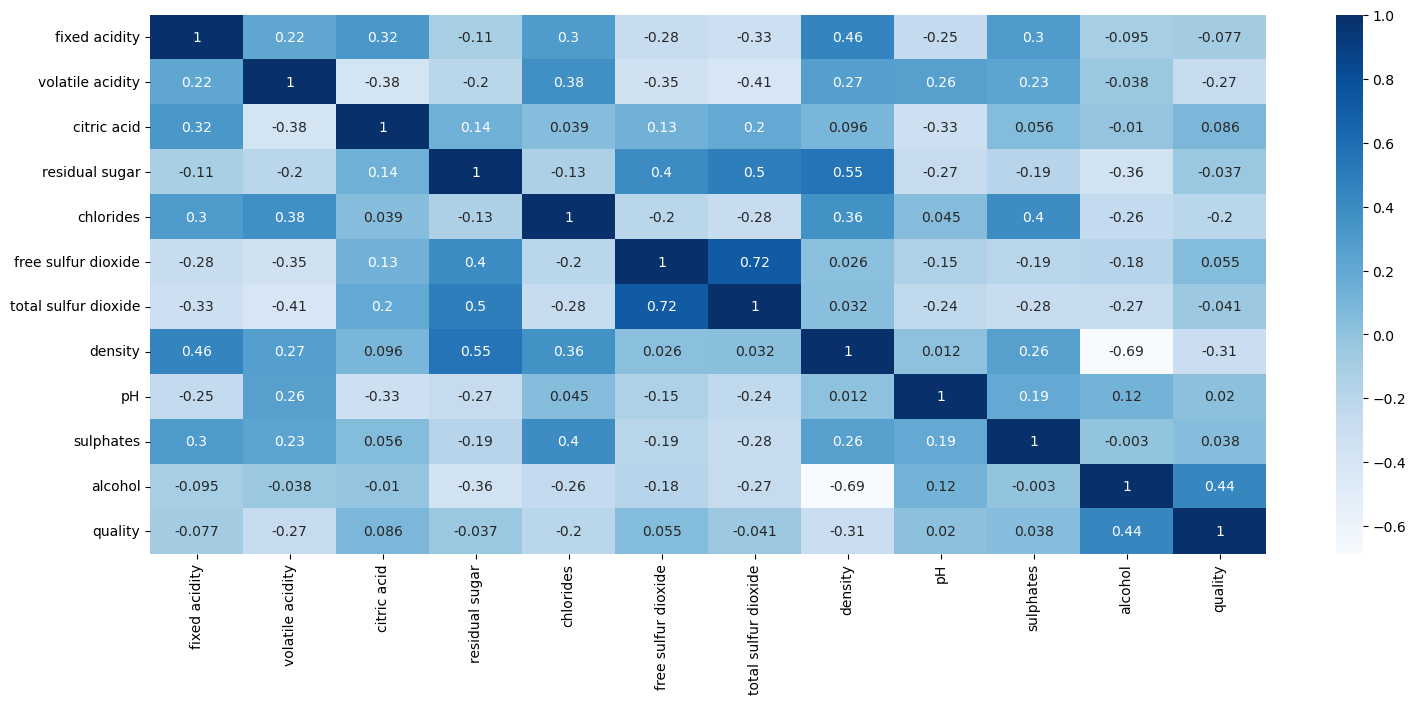 fixed acidity 1 0.22 0.32 -0.11 0.3 -0.28 -0.33 0.46 -0.25 0.3 -0.095 -0.077
volatile acidity 0.22 1 -0.38 -0.2 0.38 -0.35 -0.41 0.27 0.26 0.23 -0.038 -0.27
citric acid 0.32 -0.38 1 0.14 0.039 0.13 0.2 0.096 -0.33 0.056 -0.01 0.086
residual sugar -0.11 -0.2 0.14 1 -0.13 0.4 0.5 0.55 -0.27 -0.19 -0.36 -0.037
chlorides 0.3 0.38 0.039 -0.13 1 -0.2 -0.28 0.36 0.045 0.4 -0.26 -0.2
free sulfur dioxide -0.28 -0.35 0.13 0.4 -0.2 1 0.72 0.026 -0.15 -0.19 -0.18 0.055
total sulfur dioxide -0.33 -0.41 0.2 0.5 -0.28 0.72 1 0.032 -0.24 -0.28 -0.27 -0.041
density 0.46 0.27 0.096 0.55 0.36 0.026 0.032 1 0.012 0.26 -0.69 -0.31
pH -0.25 0.26 -0.33 -0.27 0.045 -0.15 -0.24 0.012 1 0.19 0.12 0.02
sulphates 0.3 0.23 0.056 -0.19 0.4 -0.19 -0.28 0.26 0.19 1 -0.003 0.038
alcohol -0.095 -0.038 -0.01 -0.36 -0.26 -0.18 -0.27 -0.69 0.12 -0.003 1 0.44
quality -0.077 -0.27 0.086 -0.037 -0.2 0.055 -0.041 -0.31 0.02 0.038 0.44 1
fixed acidity
volatile acidity
citric acid
residual sugar
chlorides
free sulfur dioxide
total sulfur dioxide
density
pH
sulphates
alcohol
quality
1.0
0.8
0.6
0.4
0.2
0.0
−0.2
−0.4
−0.6